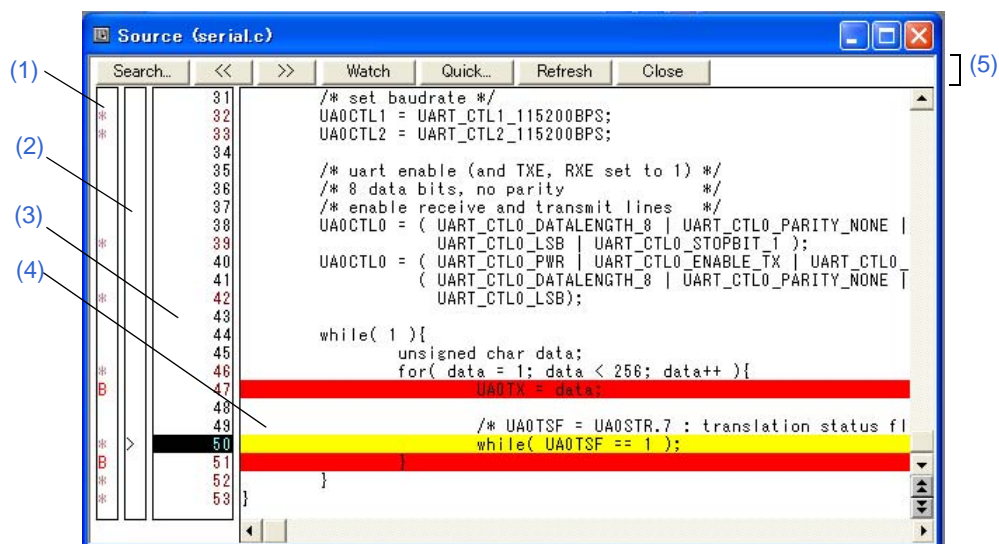 Source (serial.c)
Search... << >> Watch Quick... Refresh Close
(1)
(2)
(3)
(4)
(5)
31 /* set baudrate */
* 32 UA0CTL1 = UART_CTL1_115200BPS;
* 33 UA0CTL2 = UART_CTL2_115200BPS;
34
35 /* uart enable (and TXE, RXE set to 1) */
36 /* 8 data bits, no parity */
37 /* enable receive and transmit lines */
38 UA0CTL0 = ( UART_CTL0_DATALENGTH_8 | UART_CTL0_PARITY_NONE |
* 39 UART_CTL0_LSB | UART_CTL0_STOPBIT_1 );
40 UA0CTL0 = ( UART_CTL0_PWR | UART_CTL0_ENABLE_TX | UART_CTL0_
41 ( UART_CTL0_DATALENGTH_8 | UART_CTL0_PARITY_NONE |
* 42 UART_CTL0_LSB);
43
44 while( 1 ){
45 unsigned char data;
* 46 for( data = 1; data < 256; data++ ){
B 47 UA0TX = data;
48
49 /* UA0TSF = UA0STR.7 : translation status fl
* > 50 while( UA0TSF == 1 );
B 51 }
* 52 }
* 53 }